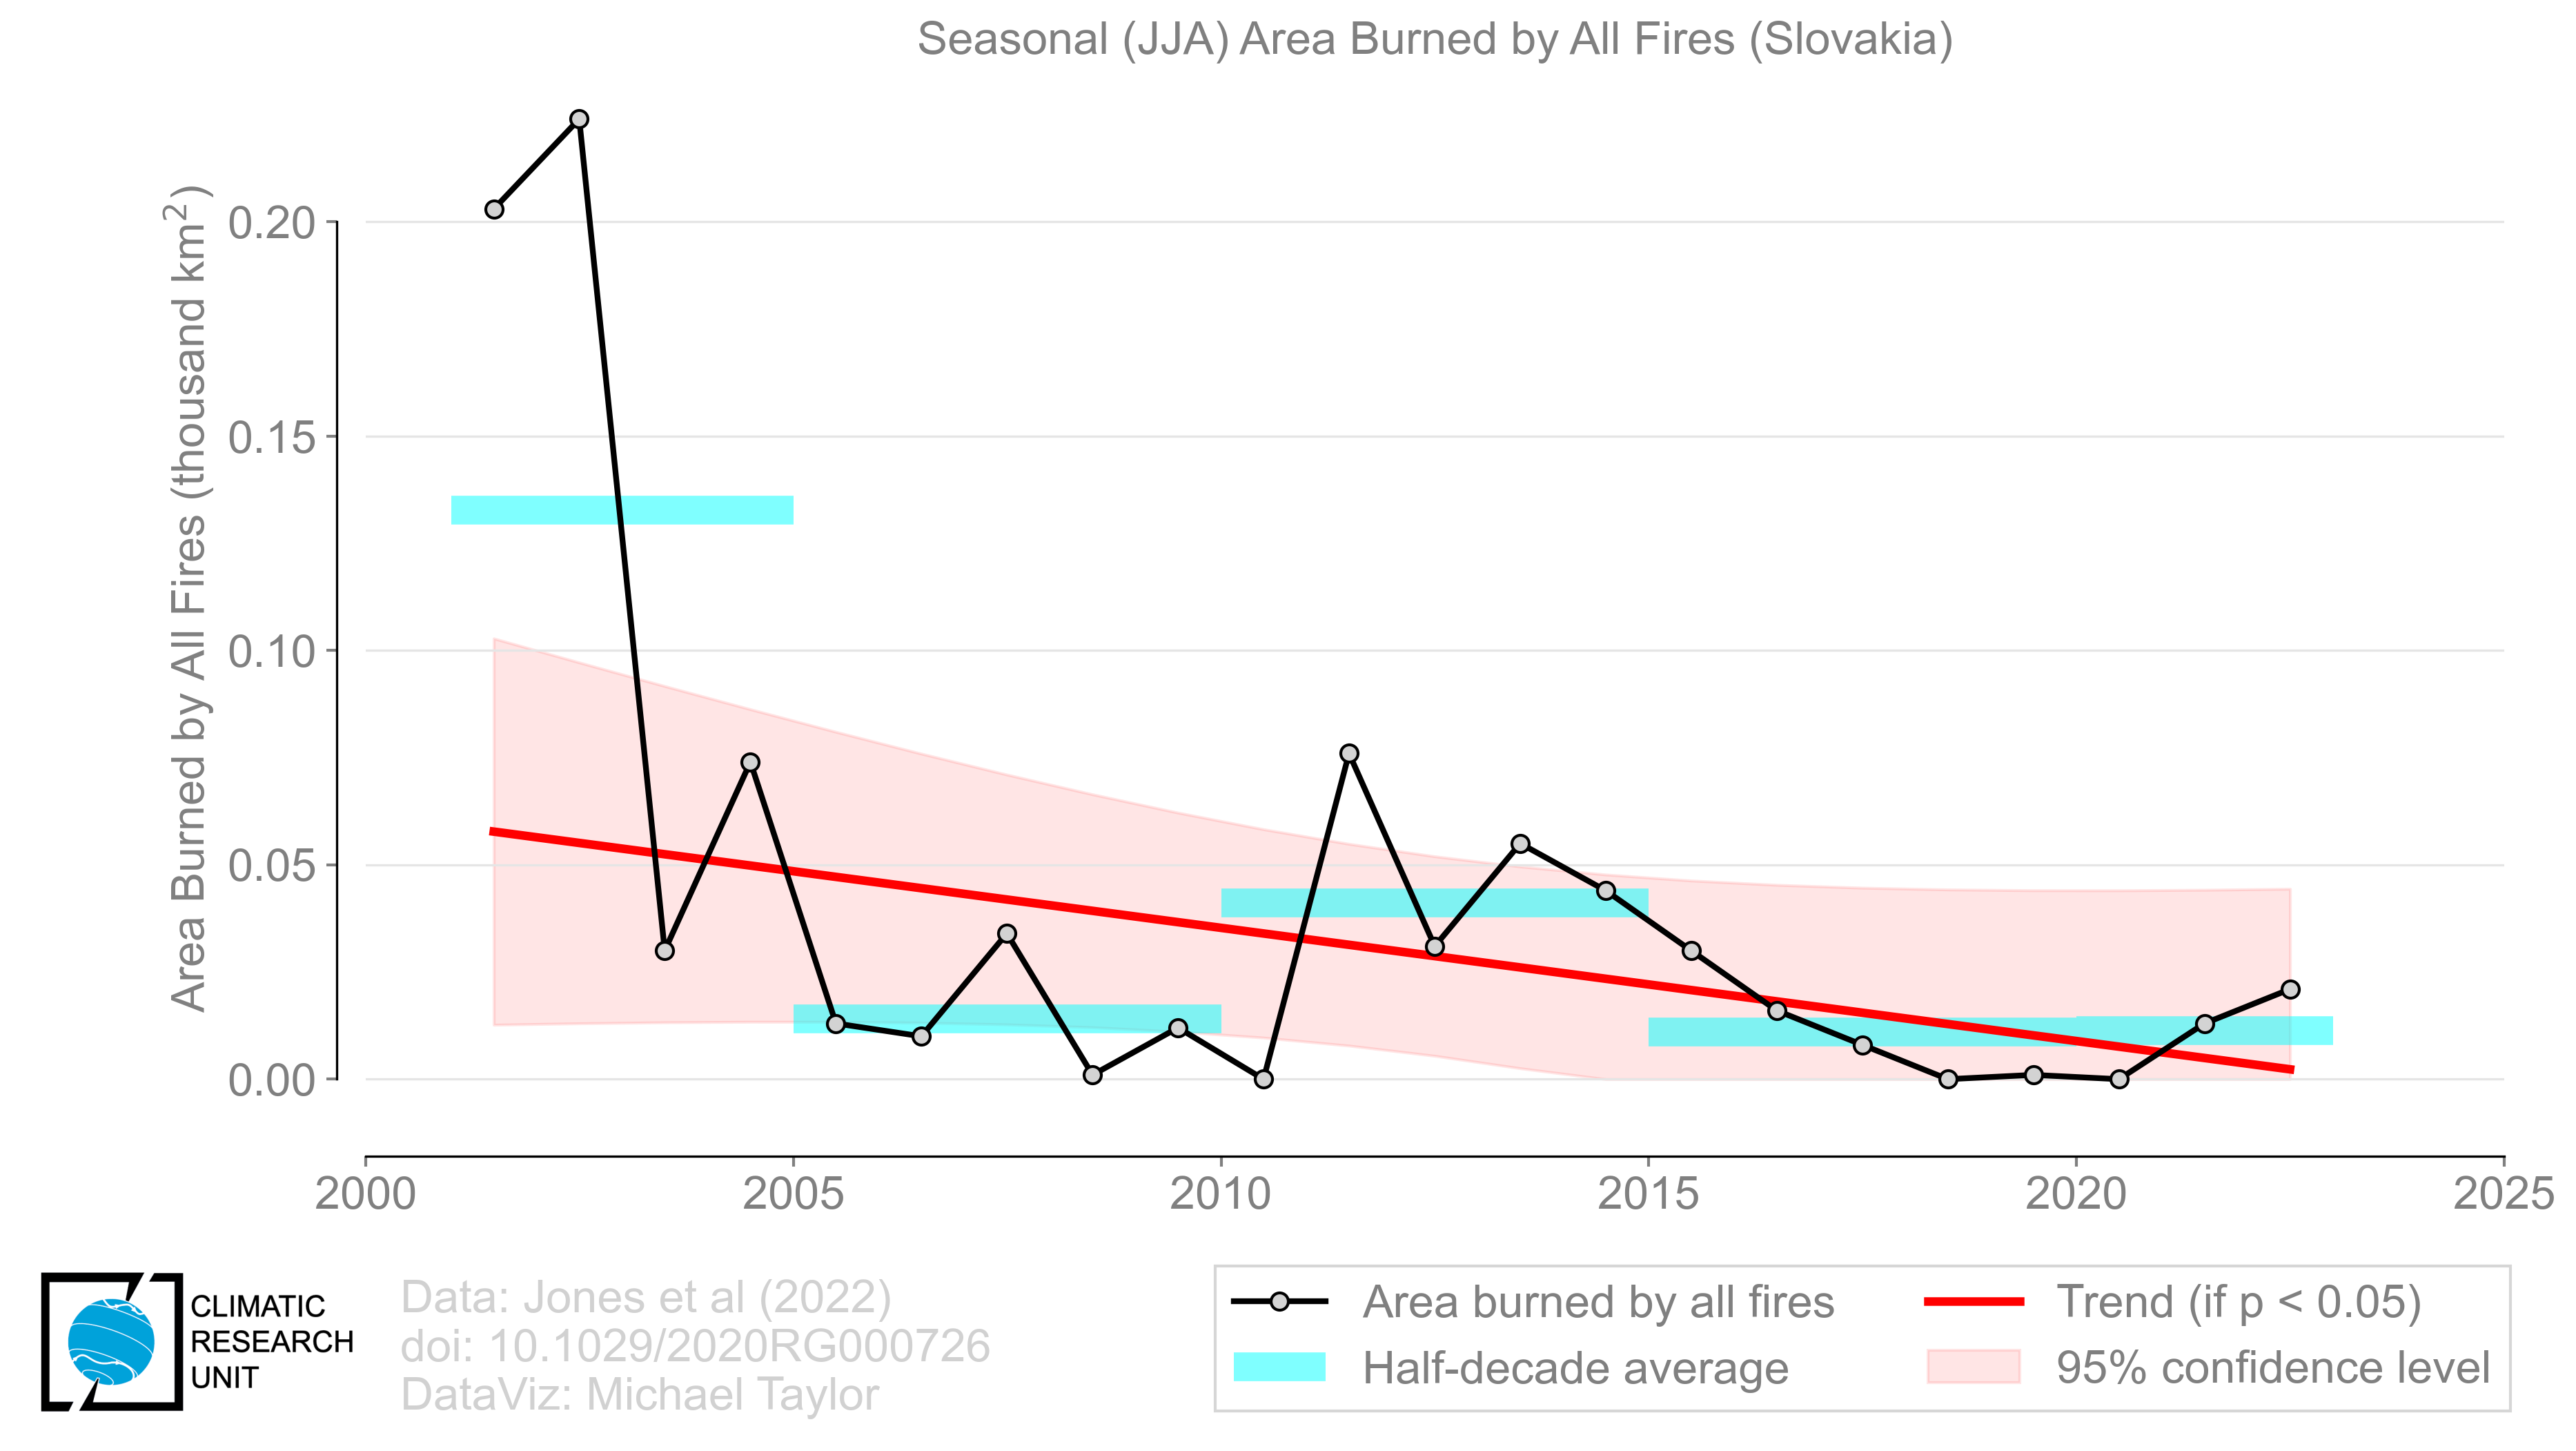 Seasonal (JJA) Area Burned by All Fires (Slovakia)
Area Burned by All Fires (thousand km²)
0.20
0.15
0.10
0.05
0.00
2000 2005 2010 2015 2020 2025
CLIMATIC
RESEARCH
UNIT
Data: Jones et al (2022)
doi: 10.1029/2020RG000726
DataViz: Michael Taylor
Area burned by all fires
Half-decade average
Trend (if p < 0.05)
95% confidence level